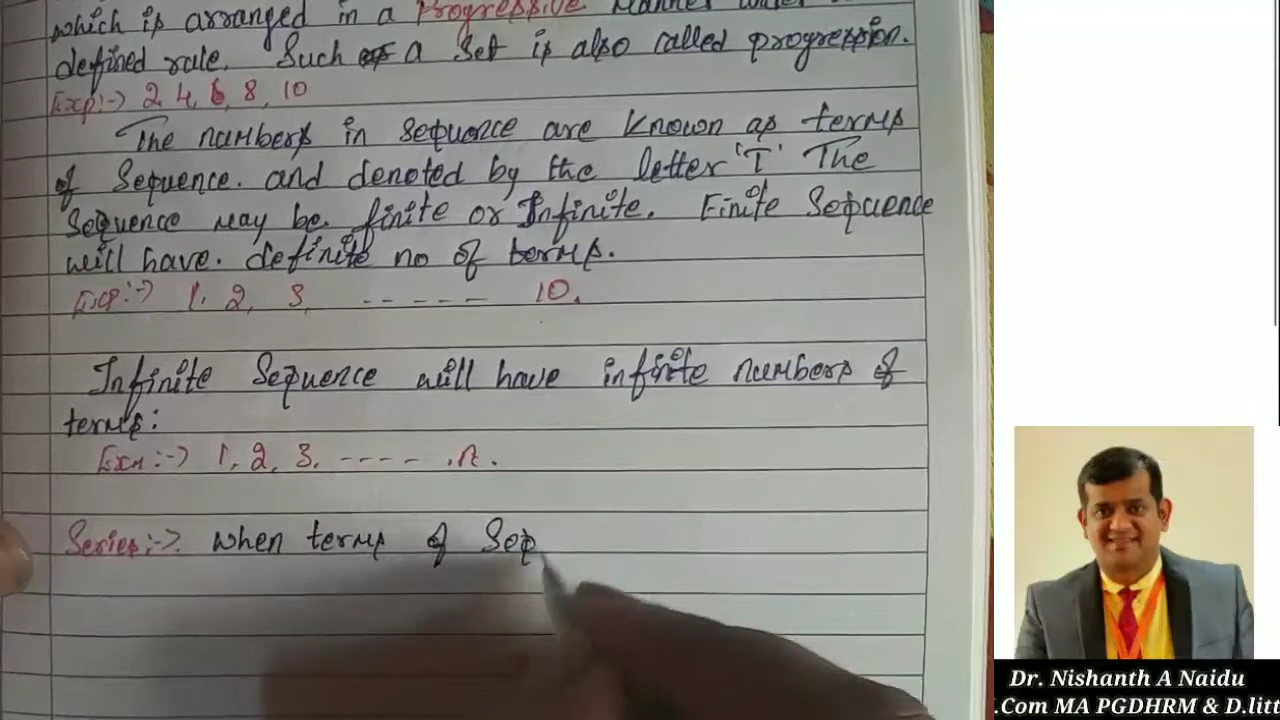 which is arranged in a Progressive Manner under
defined rule. Such as a Set is also called progression.
Exp:-> 2, 4, 6, 8, 10
The numbers in sequence are known as terms
of Sequence. and denoted by the letter 'T' The
Sequence may be. finite or Infinite. Finite Sequence
will have. definite no of terms.
Exp:-> 1, 2, 3, ----- 10.
Infinite Sequence will have infinite numbers of
terms:
Exm:-> 1, 2, 3, ---- .n.
Series:-> when terms of Seq
Dr. Nishanth A Naidu
.Com MA PGDHRM & D.litt